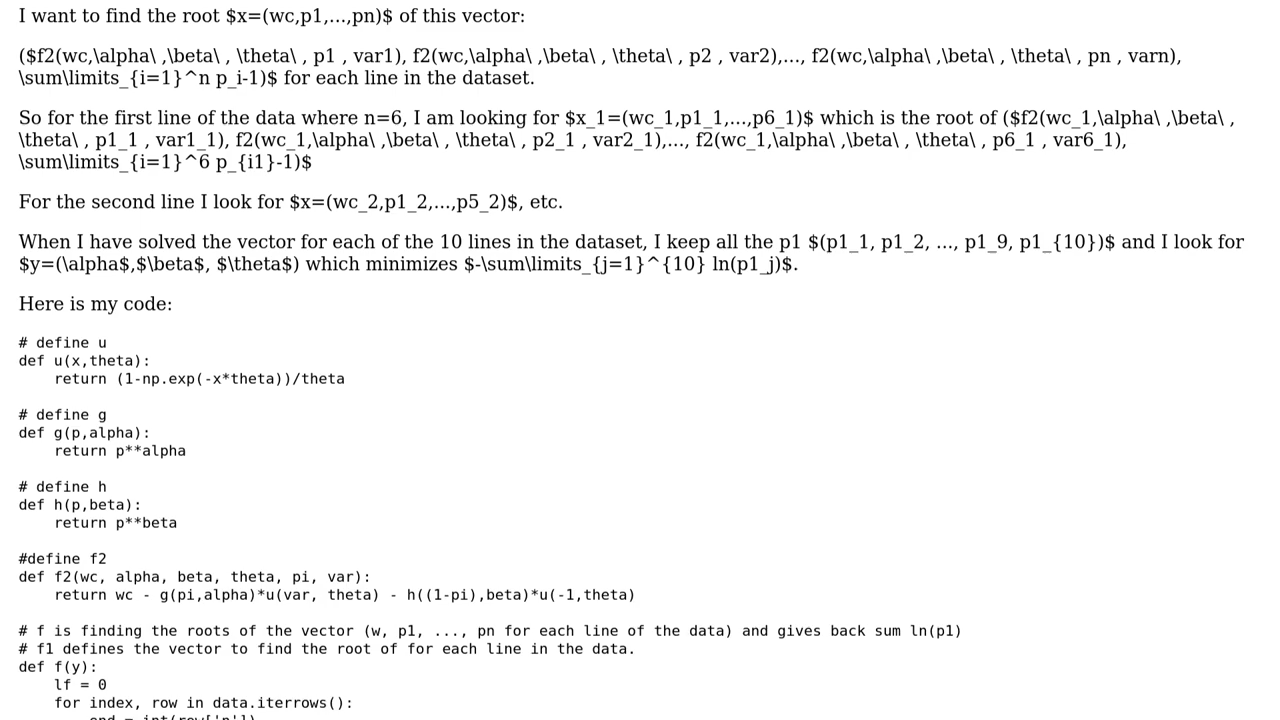 I want to find the root $x=(wc,p1,...,pn)$ of this vector:
($f2(wc,\alpha\ ,\beta\ , \theta\ , p1 , var1), f2(wc,\alpha\ ,\beta\ , \theta\ , p2 , var2),..., f2(wc,\alpha\ ,\beta\ , \theta\ , pn , varn),
\sum\limits_{i=1}^n p_i-1)$ for each line in the dataset.
So for the first line of the data where n=6, I am looking for $x_1=(wc_1,p1_1,...,p6_1)$ which is the root of ($f2(wc_1,\alpha\ ,\beta\ ,
\theta\ , p1_1 , var1_1), f2(wc_1,\alpha\ ,\beta\ , \theta\ , p2_1 , var2_1),..., f2(wc_1,\alpha\ ,\beta\ , \theta\ , p6_1 , var6_1),
\sum\limits_{i=1}^6 p_{i1}-1)$
For the second line I look for $x=(wc_2,p1_2,...,p5_2)$, etc.
When I have solved the vector for each of the 10 lines in the dataset, I keep all the p1 $(p1_1, p1_2, ..., p1_9, p1_{10})$ and I look for
$y=(\alpha$,$\beta$, $\theta$) which minimizes $-\sum\limits_{j=1}^{10} ln(p1_j)$.
Here is my code:
# define u
def u(x,theta):
    return (1-np.exp(-x*theta))/theta
# define g
def g(p,alpha):
    return p**alpha
# define h
def h(p,beta):
    return p**beta
#define f2
def f2(wc, alpha, beta, theta, pi, var):
    return wc - g(pi,alpha)*u(var, theta) - h((1-pi),beta)*u(-1,theta)
# f is finding the roots of the vector (w, p1, ..., pn for each line of the data) and gives back sum ln(p1)
# f1 defines the vector to find the root of for each line in the data.
def f(y):
    lf = 0
    for index, row in data.iterrows():
        end = int(row['n'])